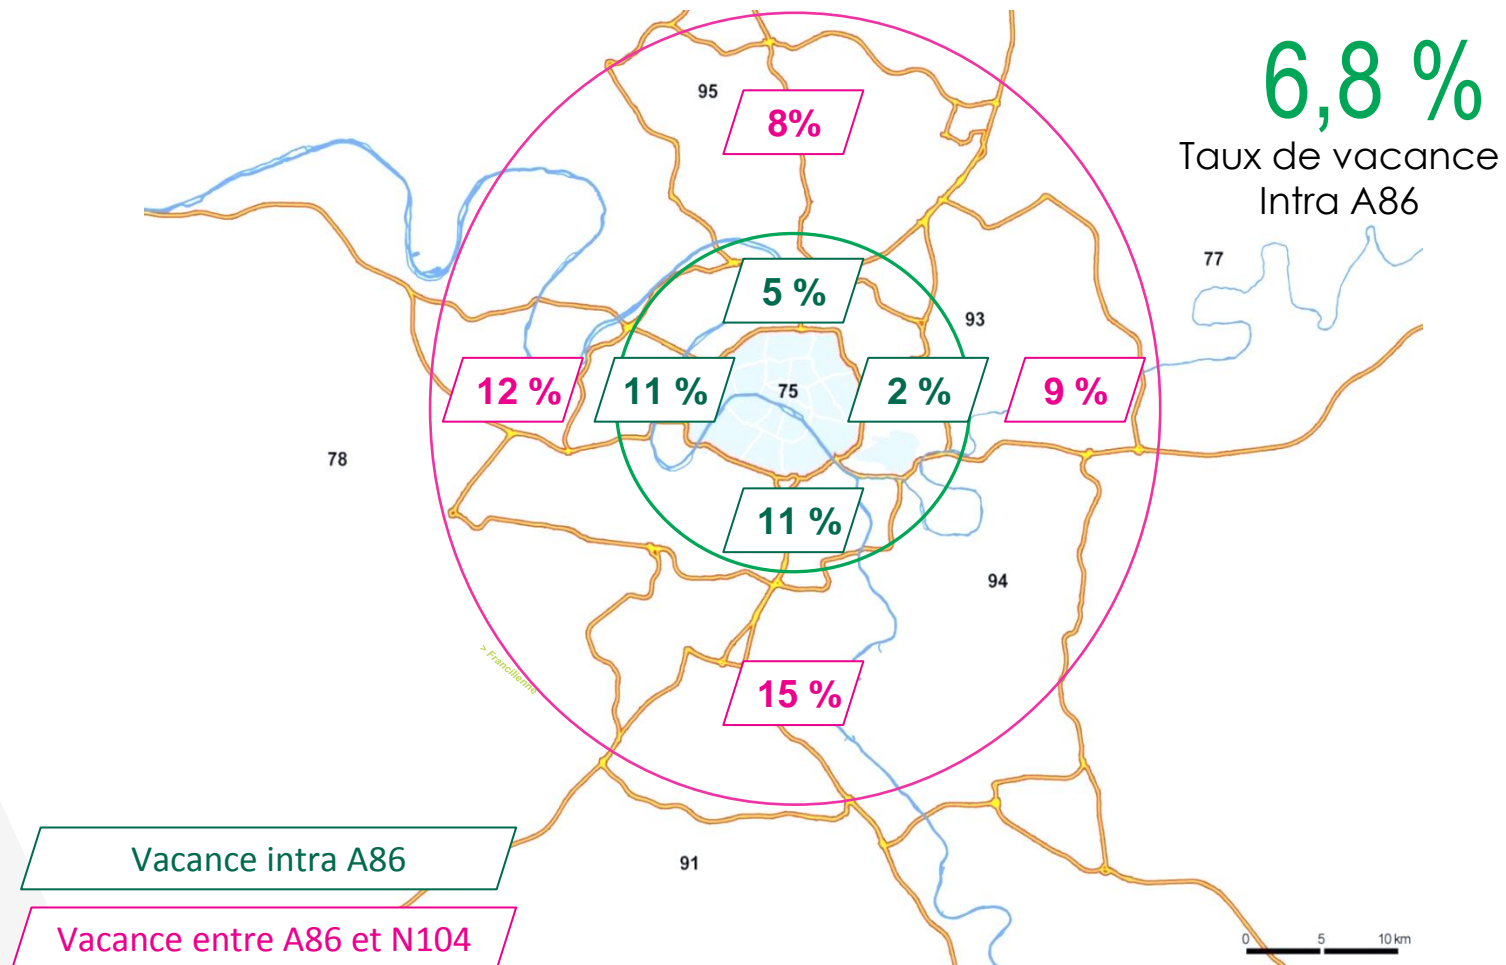 6,8 %
Taux de vacance
Intra A86
95
8%
77
5 %
93
12 %
11 %
75
2 %
9 %
78
11 %
94
> Francilienne
15 %
91
Vacance intra A86
Vacance entre A86 et N104
0 5 10 km